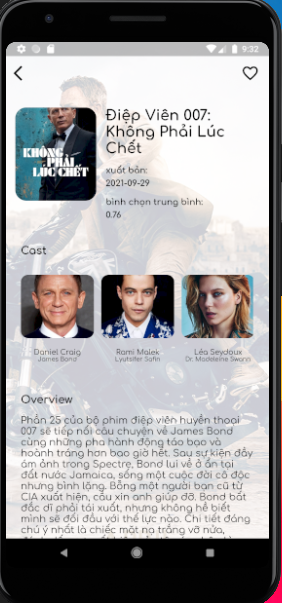 9:32
Điệp Viên 007:
Không Phải Lúc
Chết
KHÔNG
PHẢI
LÚC CHẾT
xuất bản:
2021-09-29
bình chọn trung bình:
0.76
Cast
Daniel Craig
James Bond
Rami Malek
Lyutsifer Safin
Léa Seydoux
Dr. Madeleine Swann
Overview
Phần 25 của bộ phim điệp viên huyền thoại
007 sẽ tiếp nối câu chuyện về James Bond
cùng những pha hành động táo bạo và
hoành tráng hơn bao giờ hết. Sau sự kiện đầy
ám ảnh trong Spectre, Bond lui về ở ẩn tại
đất nước Jamaica, sống một cuộc đời cô độc
nhưng bình lặng. Bỗng một người bạn cũ từ
CIA xuất hiện, cầu xin anh giúp đỡ. Bond bất
đắc dĩ phải tái xuất, nhưng không hề biết
mình sẽ đối đầu với thế lực nào. Chi tiết đáng
chú ý nhất là chiếc mặt nạ trắng vỡ nửa,